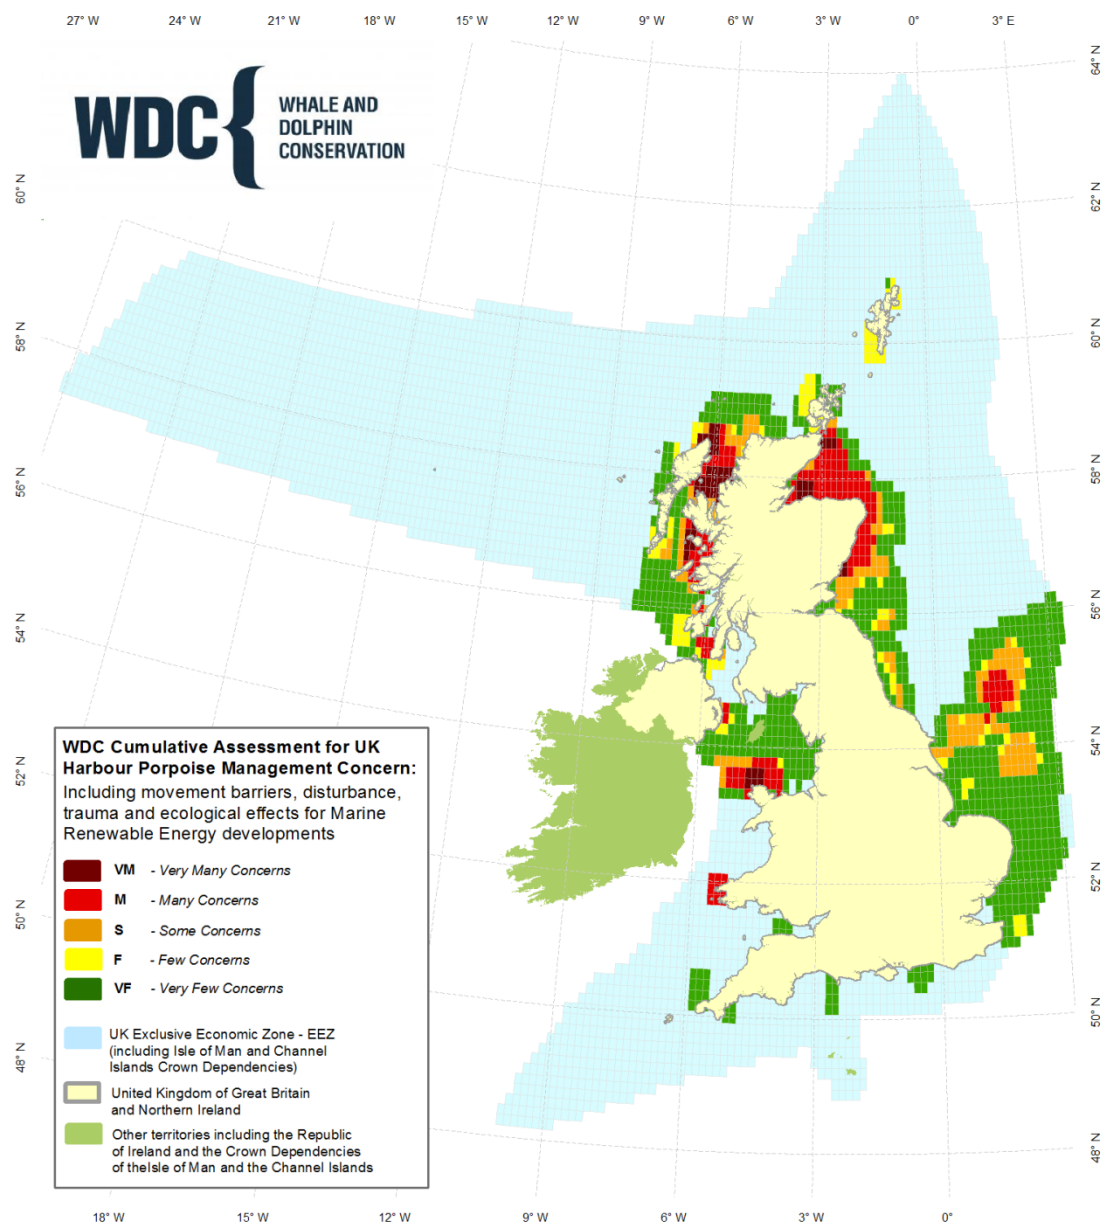 27° W 24° W 21° W 18° W 15° W 12° W 9° W 6° W 3° W 0° 3° E
64° N
WDC WHALE AND
DOLPHIN
CONSERVATION
60° N
62° N
58° N
60° N
56° N
58° N
54° N
56° N
52° N
54° N
50° N
52° N
48° N
50° N
48° N
WDC Cumulative Assessment for UK
Harbour Porpoise Management Concern:
Including movement barriers, disturbance,
trauma and ecological effects for Marine
Renewable Energy developments
VM - Very Many Concerns
M - Many Concerns
S - Some Concerns
F - Few Concerns
VF - Very Few Concerns
UK Exclusive Economic Zone - EEZ
(including Isle of Man and Channel
Islands Crown Dependencies)
United Kingdom of Great Britain
and Northern Ireland
Other territories including the Republic
of Ireland and the Crown Dependencies
of theIsle of Man and the Channel Islands
18° W 15° W 12° W 9° W 6° W 3° W 0°